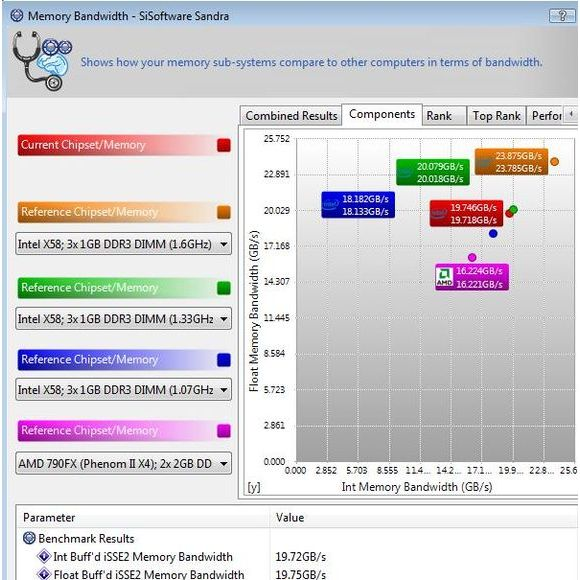 Memory Bandwidth - SiSoftware Sandra
?
Shows how your memory sub-systems compare to other computers in terms of bandwidth.
Combined Results Components Rank Top Rank Perfor
Current Chipset/Memory
Reference Chipset/Memory
Intel X58; 3x 1GB DDR3 DIMM (1.6GHz)
Reference Chipset/Memory
Intel X58; 3x 1GB DDR3 DIMM (1.33GHz
Reference Chipset/Memory
Intel X58; 3x 1GB DDR3 DIMM (1.07GHz
Reference Chipset/Memory
AMD 790FX (Phenom II X4); 2x 2GB DD
Float Memory Bandwidth (GB/s)
25.752
22.891
20.029
17.168
14.307
11.445
8.584
5.723
2.861
0.000
23.875GB/s
23.785GB/s
20.079GB/s
20.018GB/s
18.182GB/s
18.133GB/s
19.746GB/s
19.718GB/s
AMD
16.224GB/s
16.221GB/s
0.000 2.852 5.703 8.555 11.4... 14.2... 17.1... 19.9... 22.8... 25.6
[y] Int Memory Bandwidth (GB/s)
Parameter Value
Benchmark Results
Int Buff'd iSSE2 Memory Bandwidth 19.72GB/s
Float Buff'd iSSE2 Memory Bandwidth 19.75GB/s